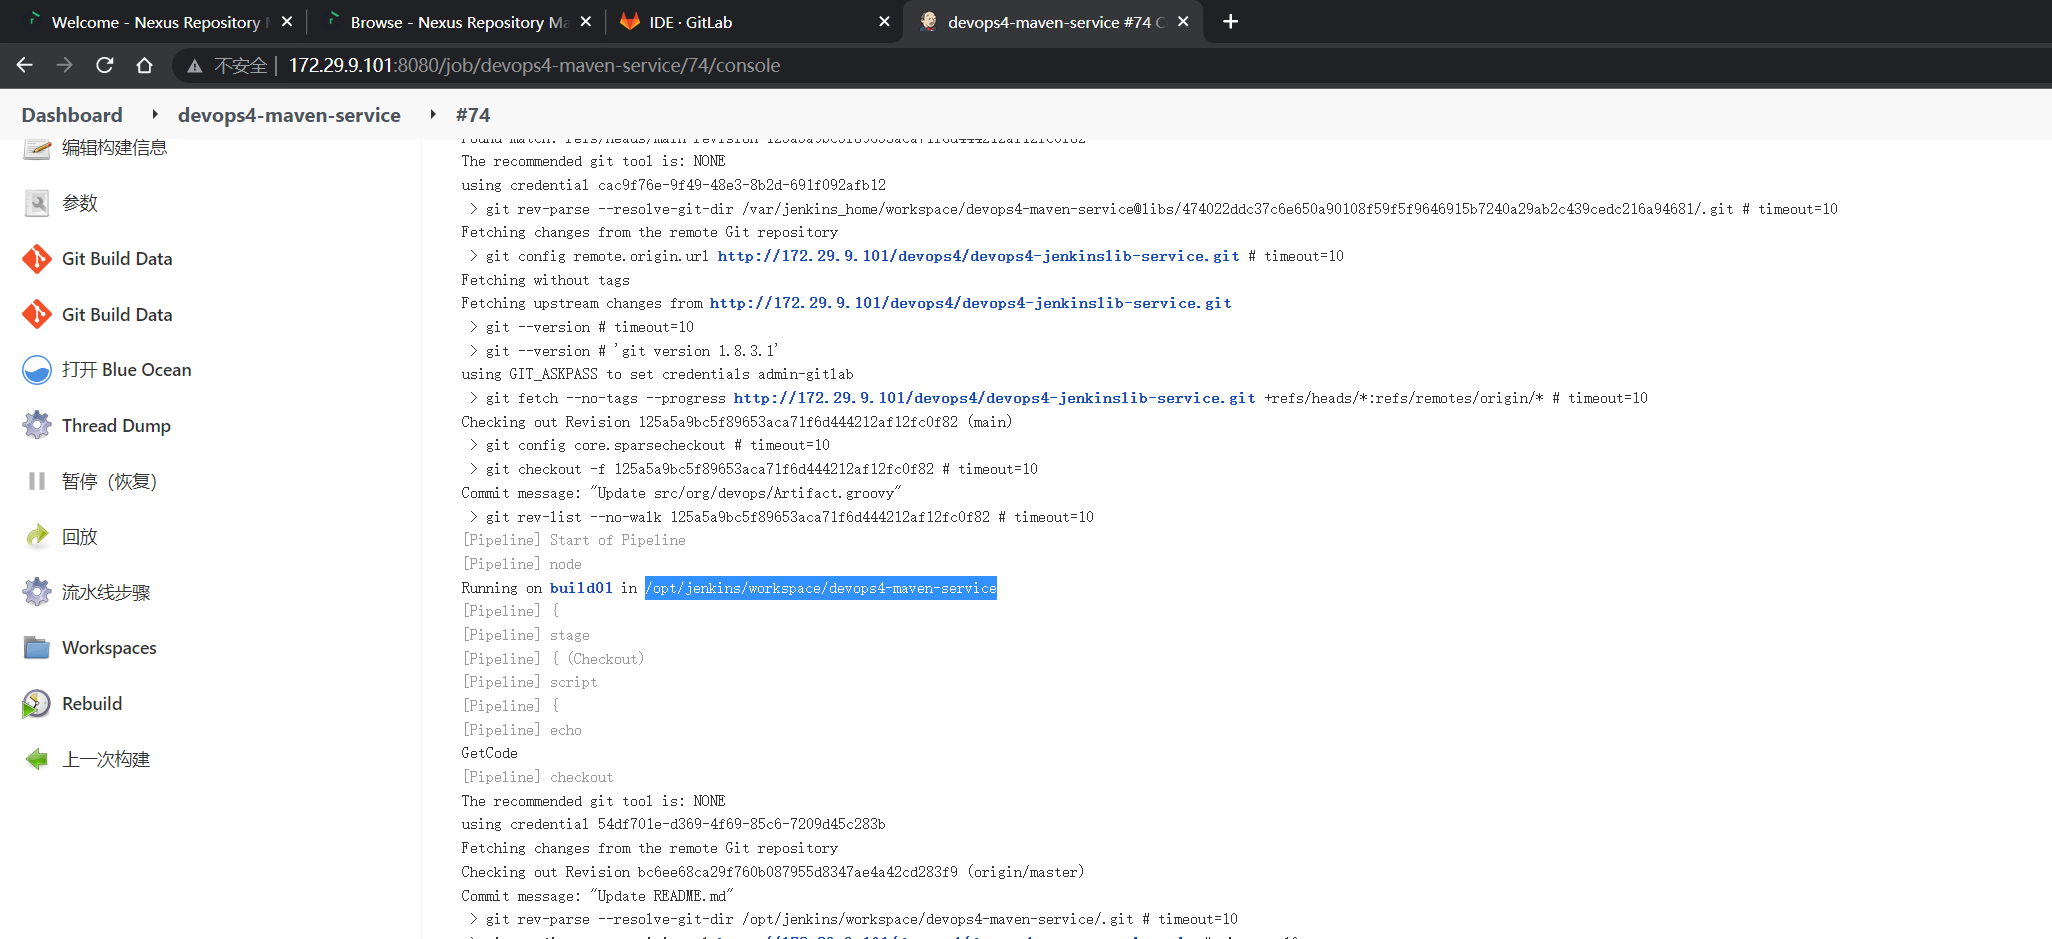 Welcome - Nexus Repository M
Browse - Nexus Repository Ma
IDE · GitLab
devops4-maven-service #74 C
不安全 172.29.9.101:8080/job/devops4-maven-service/74/console
Dashboard devops4-maven-service #74
编辑构建信息
参数
Git Build Data
Git Build Data
打开 Blue Ocean
Thread Dump
暂停（恢复）
回放
流水线步骤
Workspaces
Rebuild
上一次构建
Found match: refs/heads/main revision 125a5a9bc5f89653aca71f6d444212af12fc0f82
The recommended git tool is: NONE
using credential cac9f76e-9f49-48e3-8b2d-691f092afb12
> git rev-parse --resolve-git-dir /var/jenkins_home/workspace/devops4-maven-service@libs/474022ddc37c6e650a90108f59f5f9646915b7240a29ab2c439cedc216a94681/.git # timeout=10
Fetching changes from the remote Git repository
> git config remote.origin.url http://172.29.9.101/devops4/devops4-jenkinslib-service.git # timeout=10
Fetching without tags
Fetching upstream changes from http://172.29.9.101/devops4/devops4-jenkinslib-service.git
> git --version # timeout=10
> git --version # 'git version 1.8.3.1'
using GIT_ASKPASS to set credentials admin-gitlab
> git fetch --no-tags --progress http://172.29.9.101/devops4/devops4-jenkinslib-service.git +refs/heads/*:refs/remotes/origin/* # timeout=10
Checking out Revision 125a5a9bc5f89653aca71f6d444212af12fc0f82 (main)
> git config core.sparsecheckout # timeout=10
> git checkout -f 125a5a9bc5f89653aca71f6d444212af12fc0f82 # timeout=10
Commit message: "Update src/org/devops/Artifact.groovy"
> git rev-list --no-walk 125a5a9bc5f89653aca71f6d444212af12fc0f82 # timeout=10
[Pipeline] Start of Pipeline
[Pipeline] node
Running on build01 in /opt/jenkins/workspace/devops4-maven-service
[Pipeline] {
[Pipeline] stage
[Pipeline] { (Checkout)
[Pipeline] script
[Pipeline] {
[Pipeline] echo
GetCode
[Pipeline] checkout
The recommended git tool is: NONE
using credential 54df701e-d369-4f69-85c6-7209d45c283b
Fetching changes from the remote Git repository
Checking out Revision bc6ee68ca29f760b087955d8347ae4a42cd283f9 (origin/master)
Commit message: "Update README.md"
> git rev-parse --resolve-git-dir /opt/jenkins/workspace/devops4-maven-service/.git # timeout=10